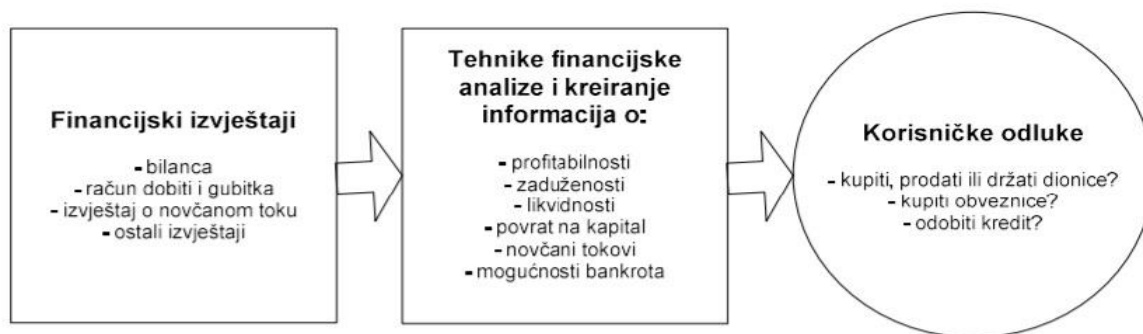 Financijski izvještaji
- bilanca
- račun dobiti i gubitka
- izvještaj o novčanom toku
- ostali izvještaji
Tehnike financijske
analize i kreiranje
informacija o:
- profitabilnosti
- zaduženosti
- likvidnosti
- povrat na kapital
- novčani tokovi
- mogućnosti bankrota
Korisničke odluke
- kupiti, prodati ili držati dionice?
- kupiti obveznice?
- odobiti kredit?